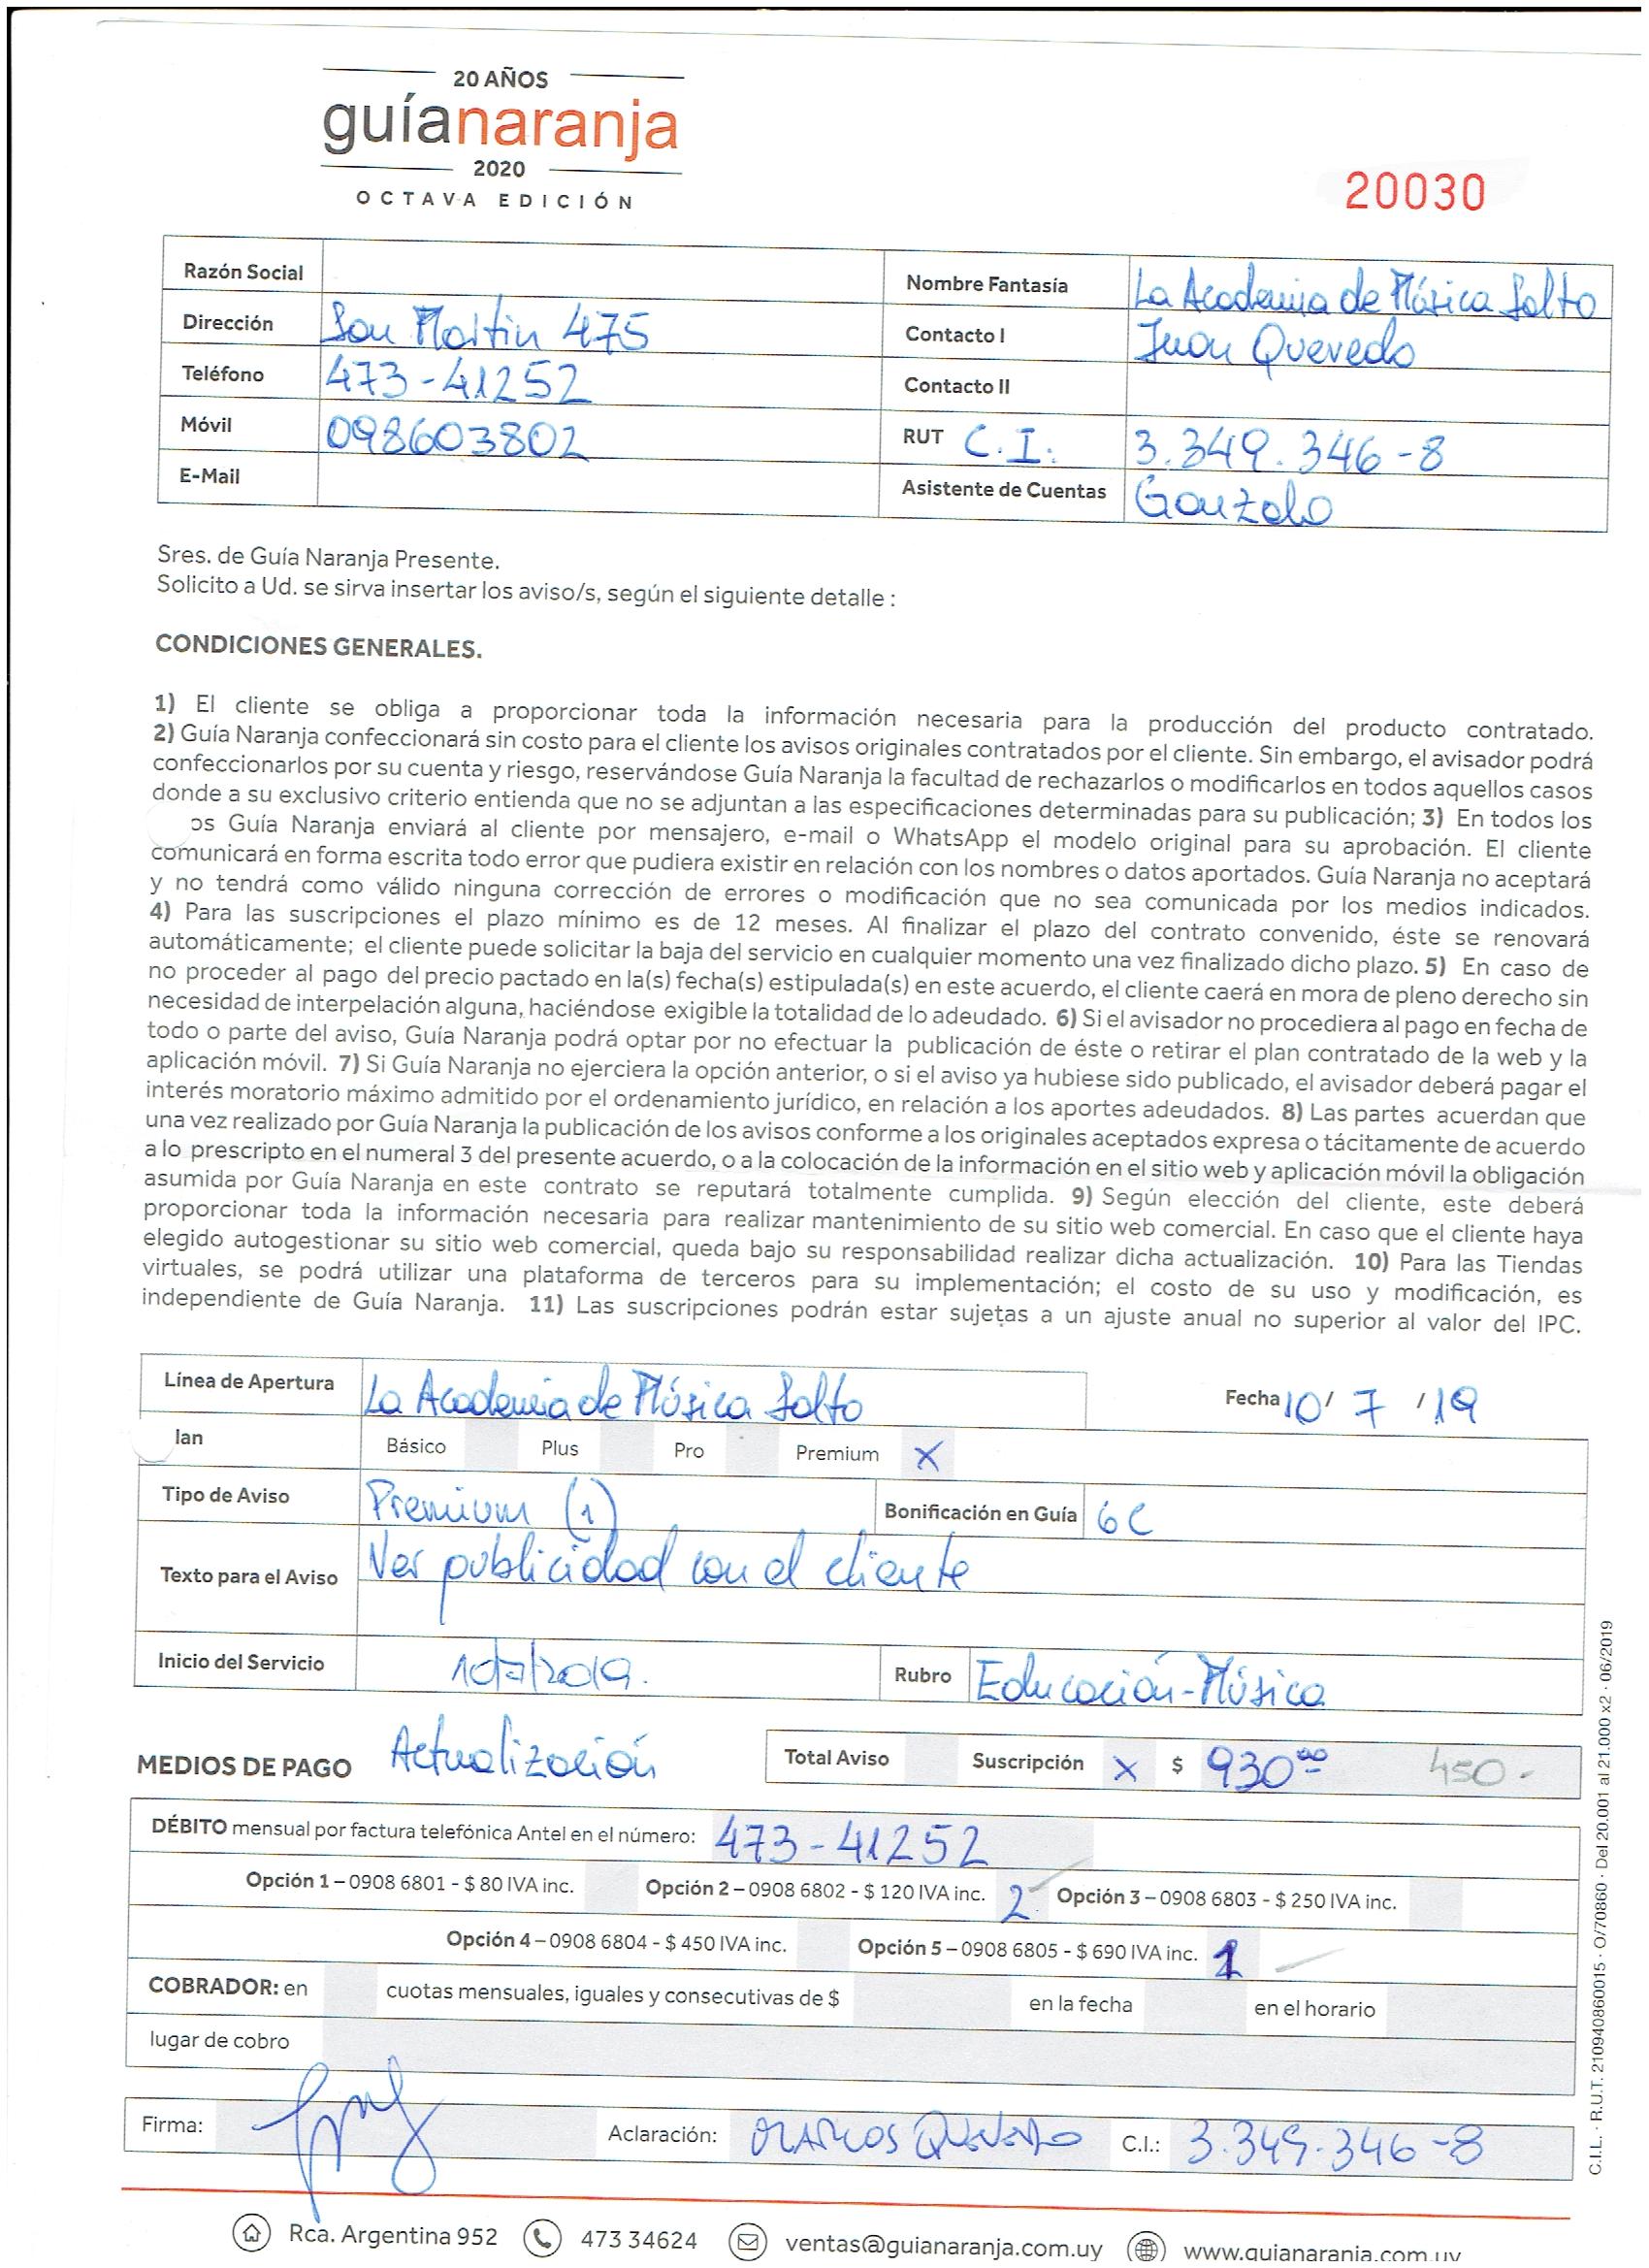 20 AÑOS
guíanaranja
2020
OCTAVA EDICIÓN
20030
Razón Social
Nombre Fantasía La Academia de Música Salto
Dirección San Martin 475
Contacto I Juan Quevedo
Teléfono 473-41252
Contacto II
Móvil 098603802
RUT C.I. 3.349.346-8
E-Mail
Asistente de Cuentas Gonzalo
Sres. de Guía Naranja Presente.
Solicito a Ud. se sirva insertar los aviso/s, según el siguiente detalle :
CONDICIONES GENERALES.
1) El cliente se obliga a proporcionar toda la información necesaria para la producción del producto contratado.
2) Guía Naranja confeccionará sin costo para el cliente los avisos originales contratados por el cliente. Sin embargo, el avisador podrá
confeccionarlos por su cuenta y riesgo, reservándose Guía Naranja la facultad de rechazarlos o modificarlos en todos aquellos casos
donde a su exclusivo criterio entienda que no se adjuntan a las especificaciones determinadas para su publicación; 3) En todos los
os Guía Naranja enviará al cliente por mensajero, e-mail o WhatsApp el modelo original para su aprobación. El cliente
comunicará en forma escrita todo error que pudiera existir en relación con los nombres o datos aportados. Guía Naranja no aceptará
y no tendrá como válido ninguna corrección de errores o modificación que no sea comunicada por los medios indicados.
4) Para las suscripciones el plazo mínimo es de 12 meses. Al finalizar el plazo del contrato convenido, éste se renovará
automáticamente; el cliente puede solicitar la baja del servicio en cualquier momento una vez finalizado dicho plazo. 5) En caso de
no proceder al pago del precio pactado en la(s) fecha(s) estipulada(s) en este acuerdo, el cliente caerá en mora de pleno derecho sin
necesidad de interpelación alguna, haciéndose exigible la totalidad de lo adeudado. 6) Si el avisador no procediera al pago en fecha de
todo o parte del aviso, Guía Naranja podrá optar por no efectuar la publicación de éste o retirar el plan contratado de la web y la
aplicación móvil. 7) Si Guía Naranja no ejerciera la opción anterior, o si el aviso ya hubiese sido publicado, el avisador deberá pagar el
interés moratorio máximo admitido por el ordenamiento jurídico, en relación a los aportes adeudados. 8) Las partes acuerdan que
una vez realizado por Guía Naranja la publicación de los avisos conforme a los originales aceptados expresa o tácitamente de acuerdo
a lo prescripto en el numeral 3 del presente acuerdo, o a la colocación de la información en el sitio web y aplicación móvil la obligación
asumida por Guía Naranja en este contrato se reputará totalmente cumplida. 9) Según elección del cliente, este deberá
proporcionar toda la información necesaria para realizar mantenimiento de su sitio web comercial. En caso que el cliente haya
elegido autogestionar su sitio web comercial, queda bajo su responsabilidad realizar dicha actualización. 10) Para las Tiendas
virtuales, se podrá utilizar una plataforma de terceros para su implementación; el costo de su uso y modificación, es
independiente de Guía Naranja. 11) Las suscripciones podrán estar sujetas a un ajuste anual no superior al valor del IPC.
Línea de Apertura La Academia de Música Salto
Fecha 10/ 7 /19
lan Básico Plus Pro Premium X
Tipo de Aviso Premium (1) Bonificación en Guía 6C
Texto para el Aviso Ver publicidad con el cliente
Inicio del Servicio 10/7/2019. Rubro Educación-Música
MEDIOS DE PAGO Actualización
Total Aviso Suscripción X $ 930,00 450.-
DÉBITO mensual por factura telefónica Antel en el número: 473-41252
Opción 1 – 0908 6801 - $ 80 IVA inc. Opción 2 – 0908 6802 - $ 120 IVA inc. 2 Opción 3 – 0908 6803 - $ 250 IVA inc.
Opción 4 – 0908 6804 - $ 450 IVA inc. Opción 5 – 0908 6805 - $ 690 IVA inc. 1
COBRADOR: en cuotas mensuales, iguales y consecutivas de $ en la fecha en el horario
lugar de cobro
Firma: Aclaración: MARCOS QUEVEDO C.I.: 3.349.346-8
Rca. Argentina 952 473 34624 ventas@guianaranja.com.uy www.guianaranja.com.uy
C.I.L. · R.U.T. 210940860015 · O/70860 · Del 20.001 al 21.000 x2 · 06/2019